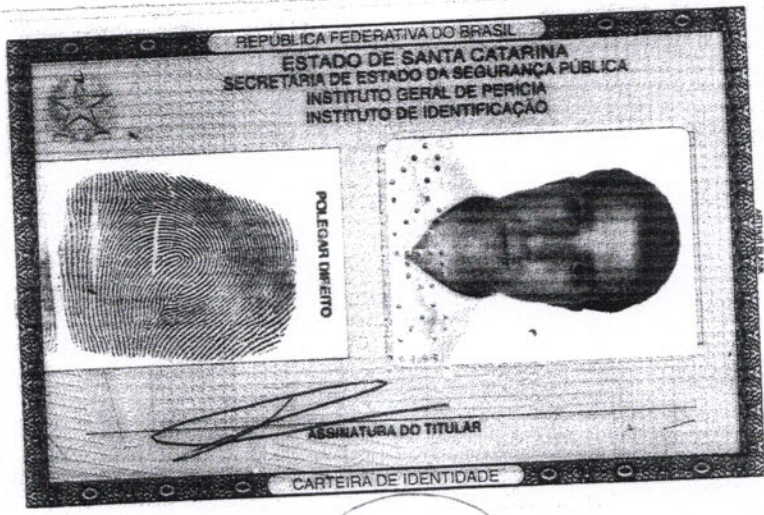 REPÚBLICA FEDERATIVA DO BRASIL
ESTADO DE SANTA CATARINA
SECRETARIA DE ESTADO DA SEGURANÇA PÚBLICA
INSTITUTO GERAL DE PERÍCIA
INSTITUTO DE IDENTIFICAÇÃO
POLEGAR DIREITO
ASSINATURA DO TITULAR
CARTEIRA DE IDENTIDADE